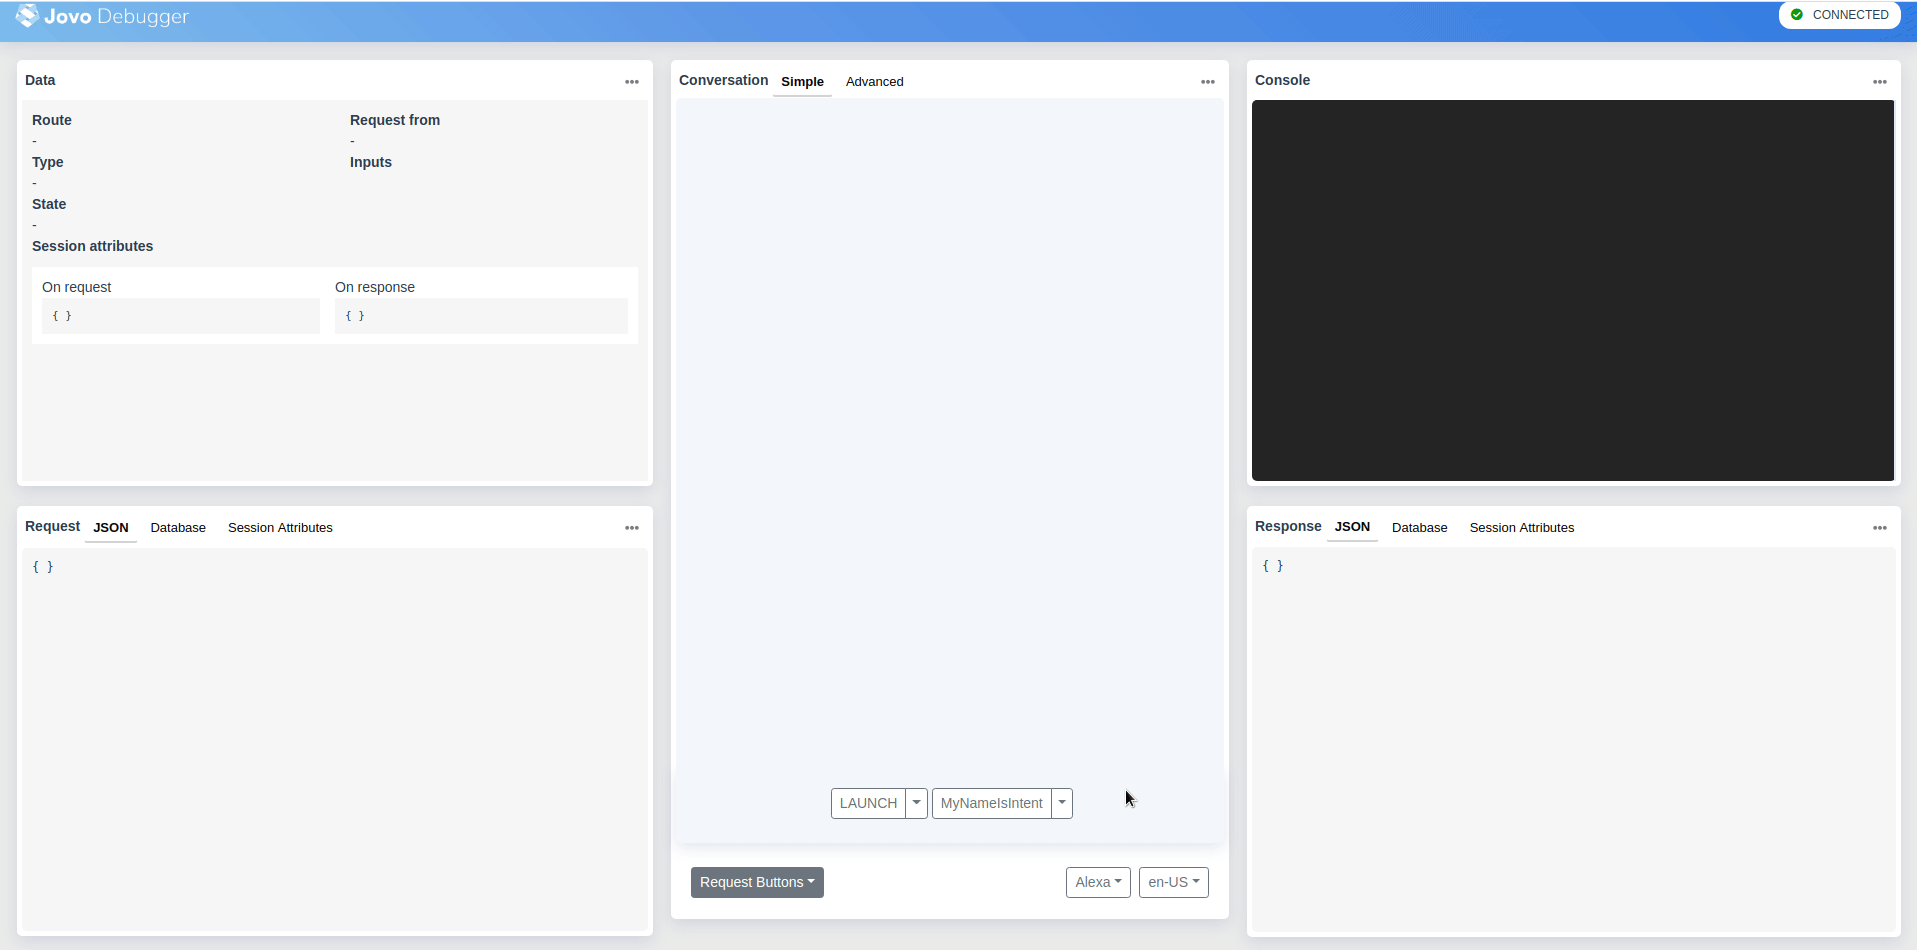 Jovo Debugger
CONNECTED
Data
Route
-
Request from
-
Type
-
Inputs
State
-
Session attributes
On request
{ }
On response
{ }
Request JSON Database Session Attributes
{ }
Conversation Simple Advanced
LAUNCH MyNameIsIntent
Request Buttons Alexa en-US
Console
Response JSON Database Session Attributes
{ }